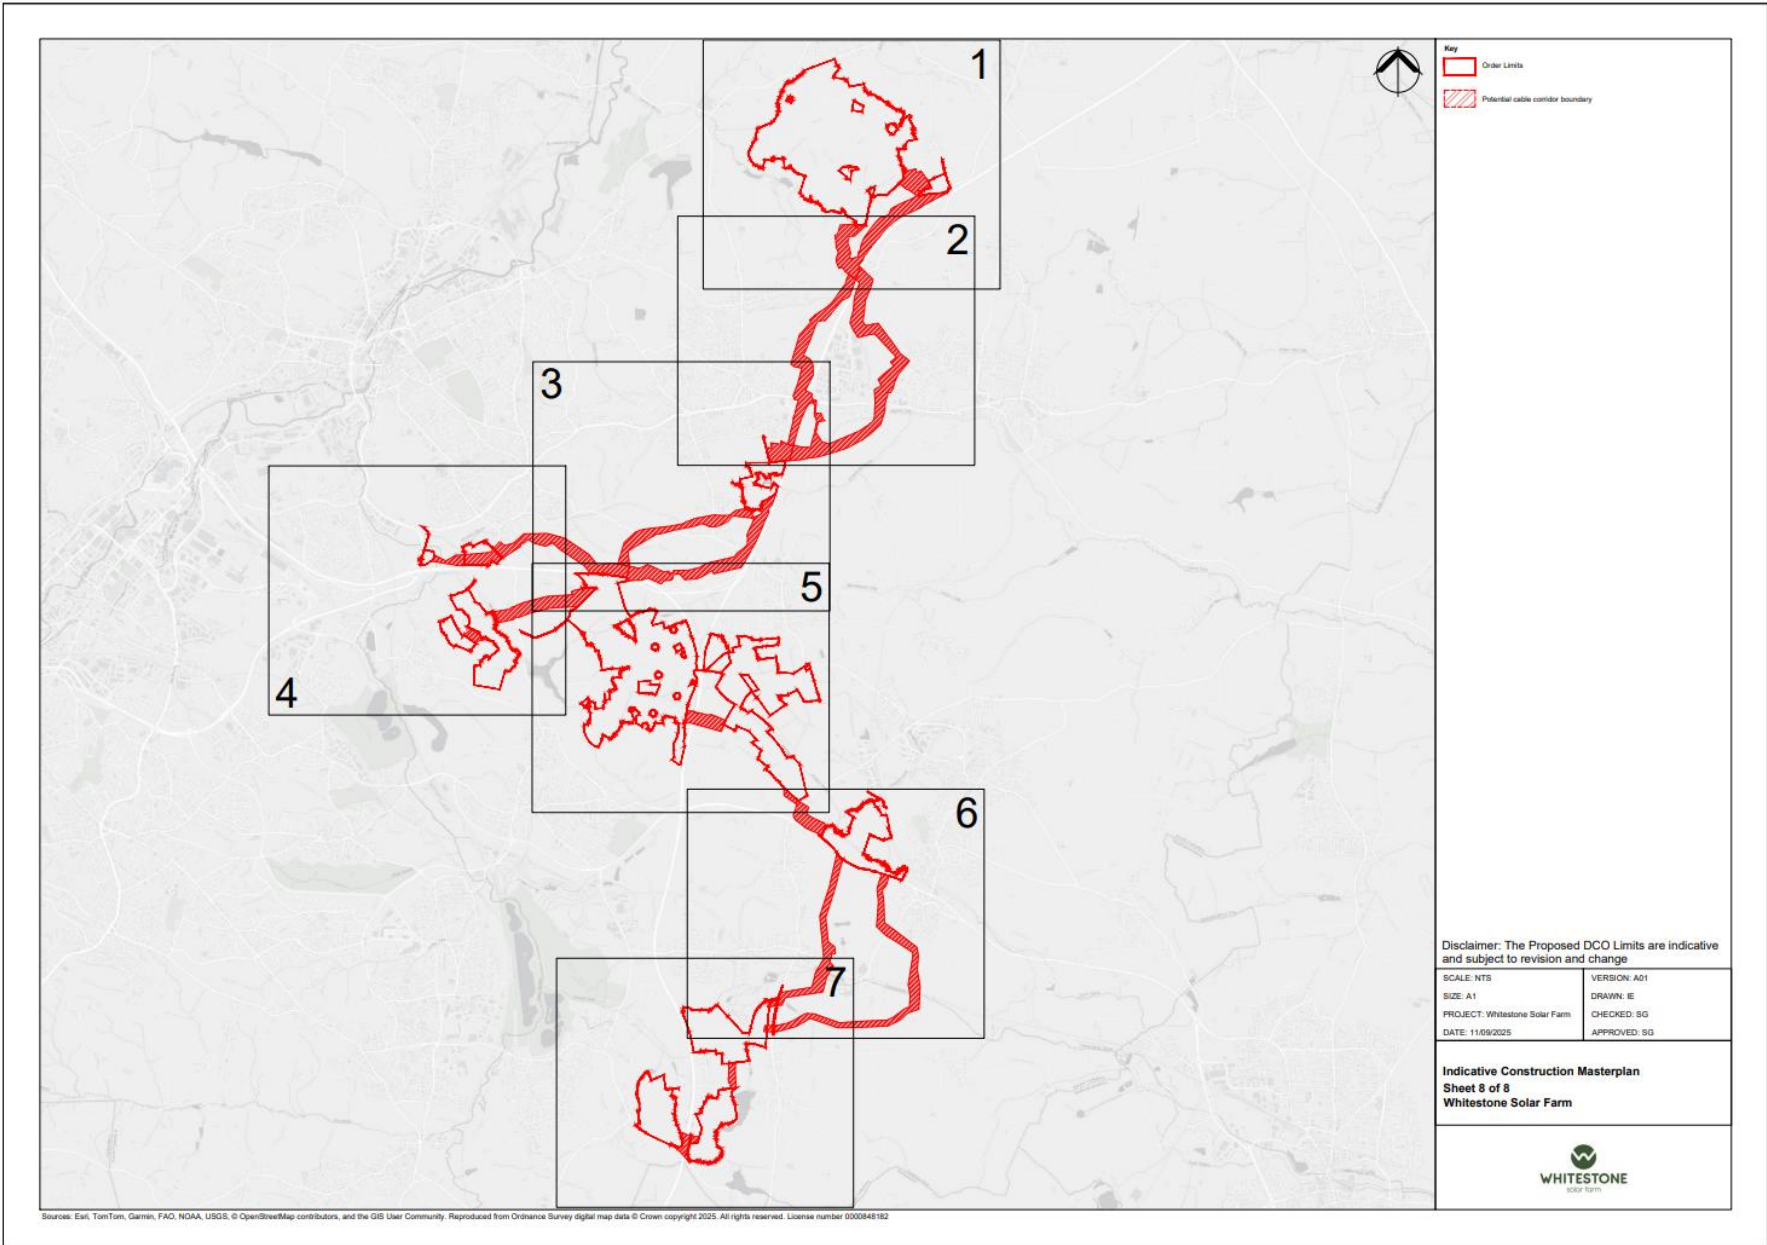 1
2
3
5
4
6
7
Key
Order Limits
Potential cable corridor boundary
Disclaimer: The Proposed DCO Limits are indicative
and subject to revision and change
SCALE: NTS
VERSION: A01
SIZE: A1
DRAWN: IE
PROJECT: Whitestone Solar Farm
CHECKED: SG
DATE: 11/09/2025
APPROVED: SG
Indicative Construction Masterplan
Sheet 8 of 8
Whitestone Solar Farm
WHITESTONE
solar farm
Sources: Esri, TomTom, Garmin, FAO, NOAA, USGS, © OpenStreetMap contributors, and the GIS User Community. Reproduced from Ordnance Survey digital map data © Crown copyright 2025. All rights reserved. License number 0000848182